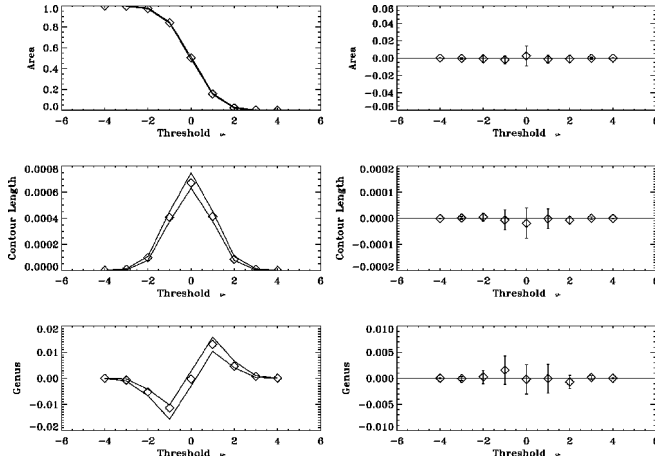 1.0
0.8
0.6
0.4
0.2
0.0
Area
-6 -4 -2 0 2 4 6
Threshold ν
0.06
0.04
0.02
0.00
-0.02
-0.04
-0.06
Area
-6 -4 -2 0 2 4 6
Threshold ν
0.0008
0.0006
0.0004
0.0002
0.0000
Contour Length
-6 -4 -2 0 2 4 6
Threshold ν
0.0002
0.0001
0.0000
-0.0001
-0.0002
Contour Length
-6 -4 -2 0 2 4 6
Threshold ν
0.02
0.01
0.00
-0.01
-0.02
Genus
-6 -4 -2 0 2 4 6
Threshold ν
0.010
0.005
0.000
-0.005
-0.010
Genus
-6 -4 -2 0 2 4 6
Threshold ν